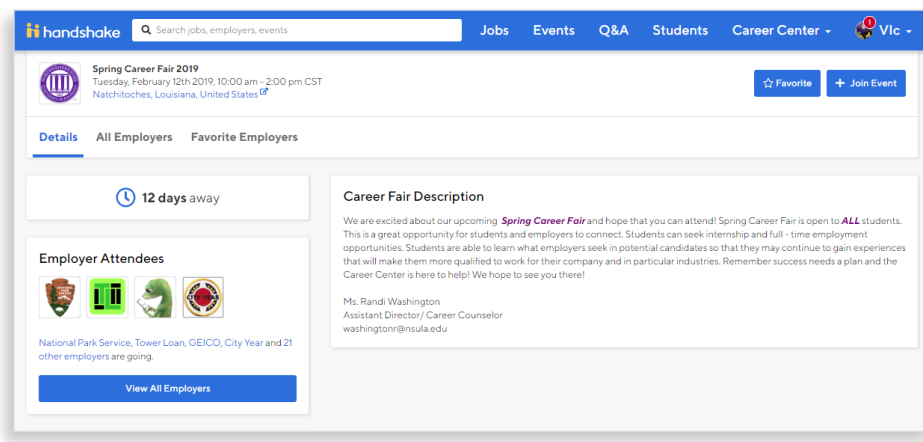 handshake
Search jobs, employers, events
Jobs Events Q&A Students Career Center
1
Vic
Spring Career Fair 2019
Tuesday, February 12th 2019, 10:00 am - 2:00 pm CST
Natchitoches, Louisiana, United States
Favorite
+ Join Event
Details All Employers Favorite Employers
12 days away
Employer Attendees
CITY YEAR
National Park Service, Tower Loan, GEICO, City Year and 21
other employers are going.
View All Employers
Career Fair Description
We are excited about our upcoming Spring Career Fair and hope that you can attend! Spring Career Fair is open to ALL students.
This is a great opportunity for students and employers to connect. Students can seek internship and full - time employment
opportunities. Students are able to learn what employers seek in potential candidates so that they may continue to gain experiences
that will make them more qualified to work for their company and in particular industries. Remember success needs a plan and the
Career Center is here to help! We hope to see you there!
Ms. Randi Washington
Assistant Director/ Career Counselor
washingtonr@nsula.edu